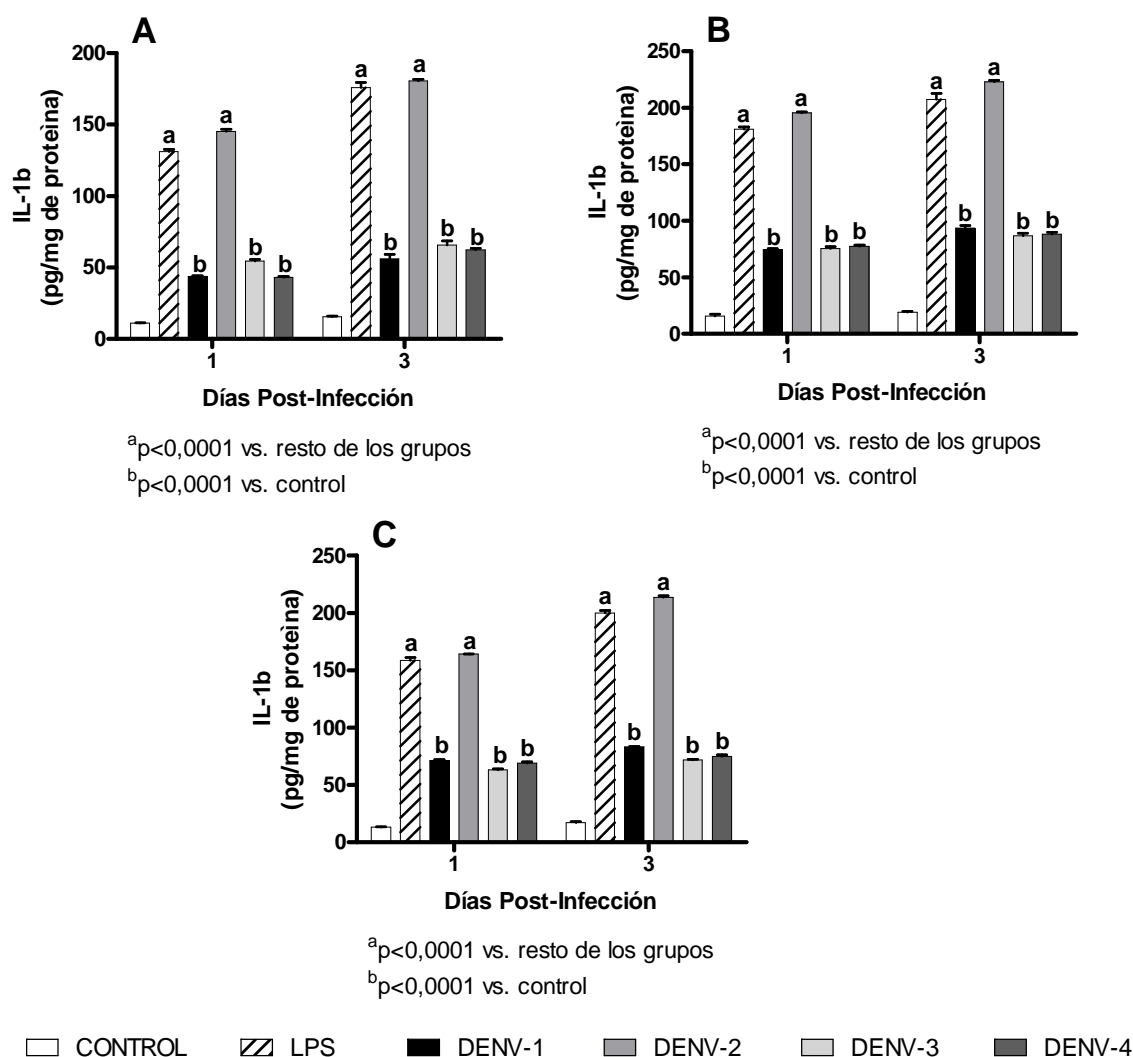 A
200
150
100
50
0
IL-1b
(pg/mg de proteìna)
a
a
a
a
b
b
b
b
b
b
1
3
Días Post-Infección
ᵃp<0,0001 vs. resto de los grupos
ᵇp<0,0001 vs. control
B
250
200
150
100
50
0
IL-1b
(pg/mg de proteìna)
a
a
a
a
b
b
b
b
b
b
1
3
Días Post-Infección
ᵃp<0,0001 vs. resto de los grupos
ᵇp<0,0001 vs. control
C
250
200
150
100
50
0
IL-1b
(pg/mg de proteìna)
a
a
a
a
b
b
b
b
b
b
1
3
Días Post-Infección
ᵃp<0,0001 vs. resto de los grupos
ᵇp<0,0001 vs. control
CONTROL LPS DENV-1 DENV-2 DENV-3 DENV-4